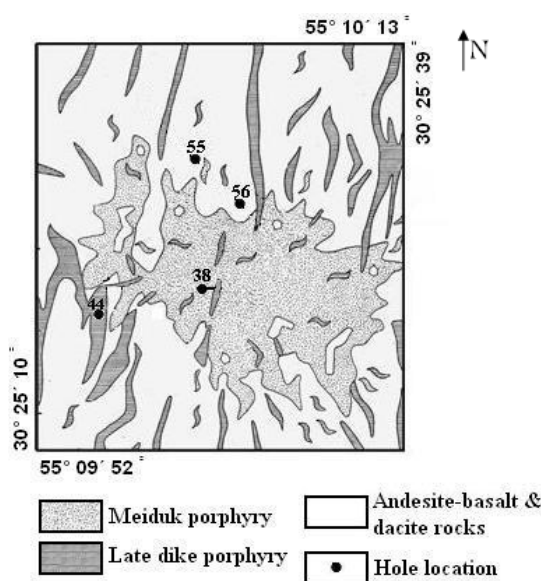 55° 10´ 13 ̋
N
30° 25´ 39 ̋
55
56
38
44
30° 25´ 10 ̋
55° 09´ 52 ̋
Meiduk porphyry
Andesite-basalt &
dacite rocks
Late dike porphyry
Hole location